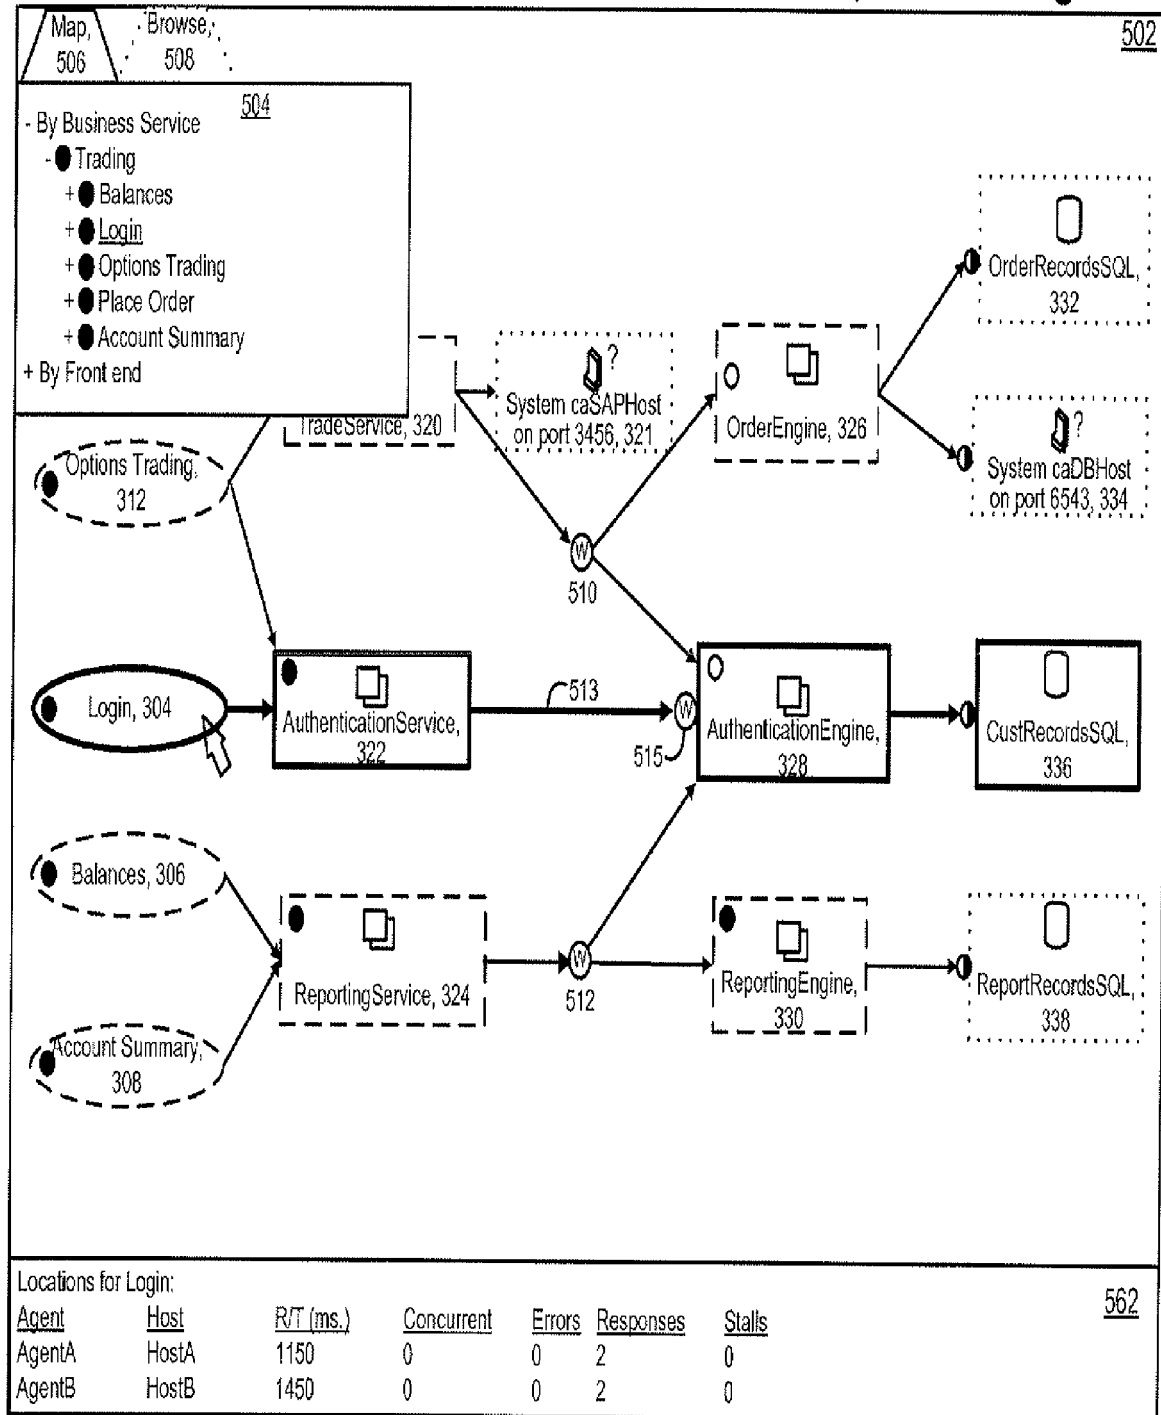 Map, 506
Browse, 508
502
504
- By Business Service
- Trading
+ Balances
+ Login
+ Options Trading
+ Place Order
+ Account Summary
+ By Front end
OrderRecordsSQL, 332
?
System caSAPHost
on port 3456, 321
TradeService, 320
OrderEngine, 326
?
System caDBHost
on port 6543, 334
Options Trading, 312
W
510
Login, 304
AuthenticationService, 322
513
W
515
AuthenticationEngine, 328
CustRecordsSQL, 336
Balances, 306
ReportingService, 324
W
512
ReportingEngine, 330
ReportRecordsSQL, 338
Account Summary, 308
Locations for Login:
562
Agent Host R/T (ms.) Concurrent Errors Responses Stalls
AgentA HostA 1150 0 0 2 0
AgentB HostB 1450 0 0 2 0